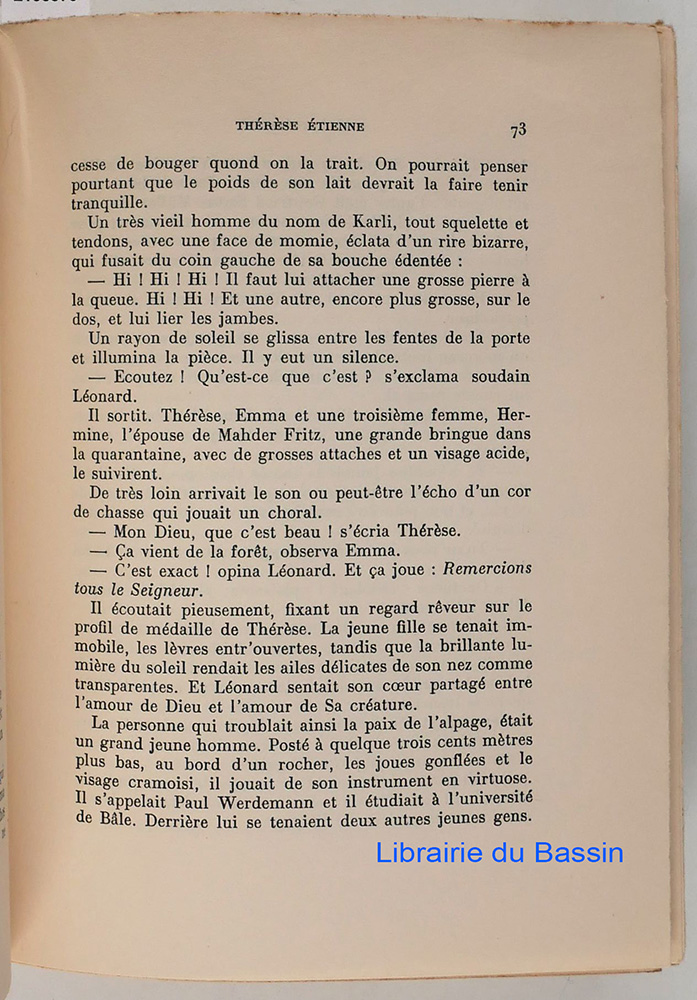 THÉRÈSE ÉTIENNE 73
cesse de bouger quond on la trait. On pourrait penser
pourtant que le poids de son lait devrait la faire tenir
tranquille.
Un très vieil homme du nom de Karli, tout squelette et
tendons, avec une face de momie, éclata d'un rire bizarre,
qui fusait du coin gauche de sa bouche édentée :
— Hi ! Hi ! Hi ! Il faut lui attacher une grosse pierre à
la queue. Hi ! Hi ! Et une autre, encore plus grosse, sur le
dos, et lui lier les jambes.
Un rayon de soleil se glissa entre les fentes de la porte
et illumina la pièce. Il y eut un silence.
— Ecoutez ! Qu'est-ce que c'est ? s'exclama soudain
Léonard.
Il sortit. Thérèse, Emma et une troisième femme, Her-
mine, l'épouse de Mahder Fritz, une grande bringue dans
la quarantaine, avec de grosses attaches et un visage acide,
le suivirent.
De très loin arrivait le son ou peut-être l'écho d'un cor
de chasse qui jouait un choral.
— Mon Dieu, que c'est beau ! s'écria Thérèse.
— Ça vient de la forêt, observa Emma.
— C'est exact ! opina Léonard. Et ça joue : Remercions
tous le Seigneur.
Il écoutait pieusement, fixant un regard rêveur sur le
profil de médaille de Thérèse. La jeune fille se tenait im-
mobile, les lèvres entr'ouvertes, tandis que la brillante lu-
mière du soleil rendait les ailes délicates de son nez comme
transparentes. Et Léonard sentait son cœur partagé entre
l'amour de Dieu et l'amour de Sa créature.
La personne qui troublait ainsi la paix de l'alpage, était
un grand jeune homme. Posté à quelque trois cents mètres
plus bas, au bord d'un rocher, les joues gonflées et le
visage cramoisi, il jouait de son instrument en virtuose.
Il s'appelait Paul Werdemann et il étudiait à l'université
de Bâle. Derrière lui se tenaient deux autres jeunes gens.
Librairie du Bassin